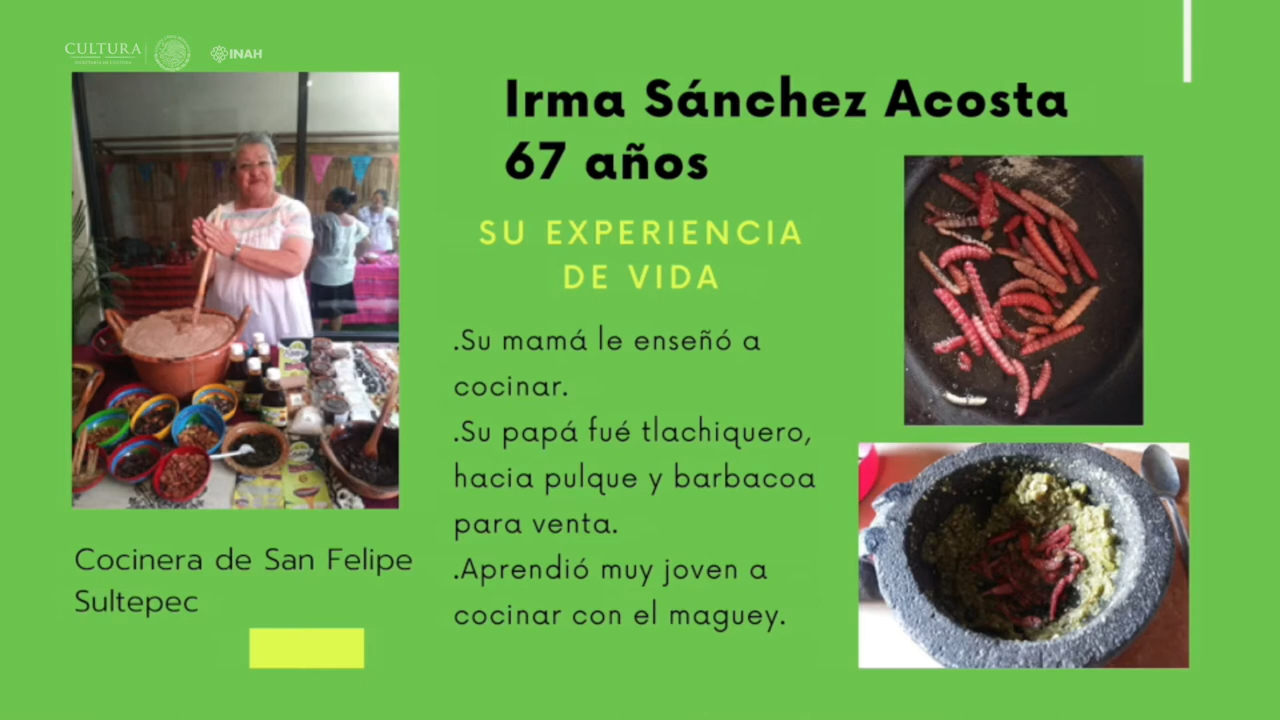 CULTURA
SECRETARÍA DE CULTURA
INAH
Irma Sánchez Acosta
67 años
SU EXPERIENCIA
DE VIDA
.Su mamá le enseñó a
cocinar.
.Su papá fué tlachiquero,
hacia pulque y barbacoa
para venta.
.Aprendió muy joven a
cocinar con el maguey.
Cocinera de San Felipe
Sultepec